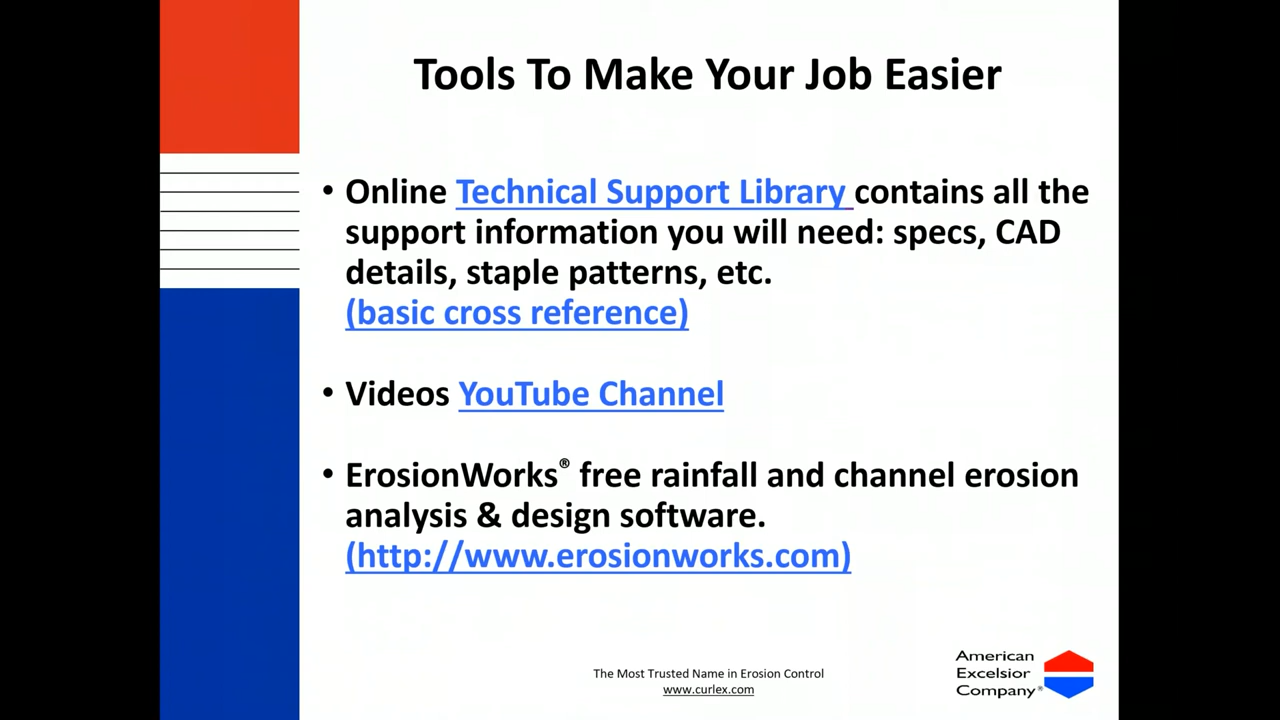 Tools To Make Your Job Easier
• Online Technical Support Library contains all the
support information you will need: specs, CAD
details, staple patterns, etc.
(basic cross reference)
• Videos YouTube Channel
• ErosionWorks® free rainfall and channel erosion
analysis & design software.
(http://www.erosionworks.com)
The Most Trusted Name in Erosion Control
www.curlex.com
American
Excelsior
Company®